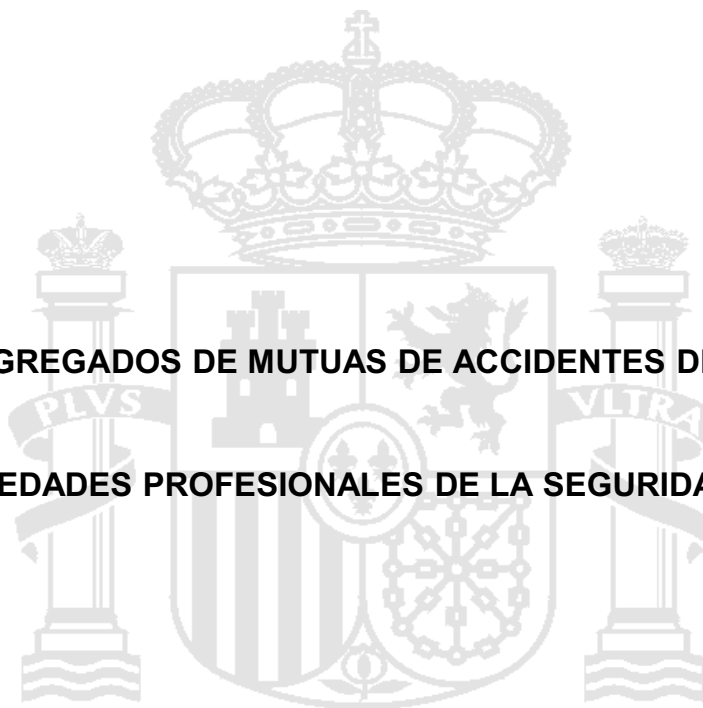 GREGADOS DE MUTUAS DE ACCIDENTES D
PLVS VLTRA
EDADES PROFESIONALES DE LA SEGURIDA